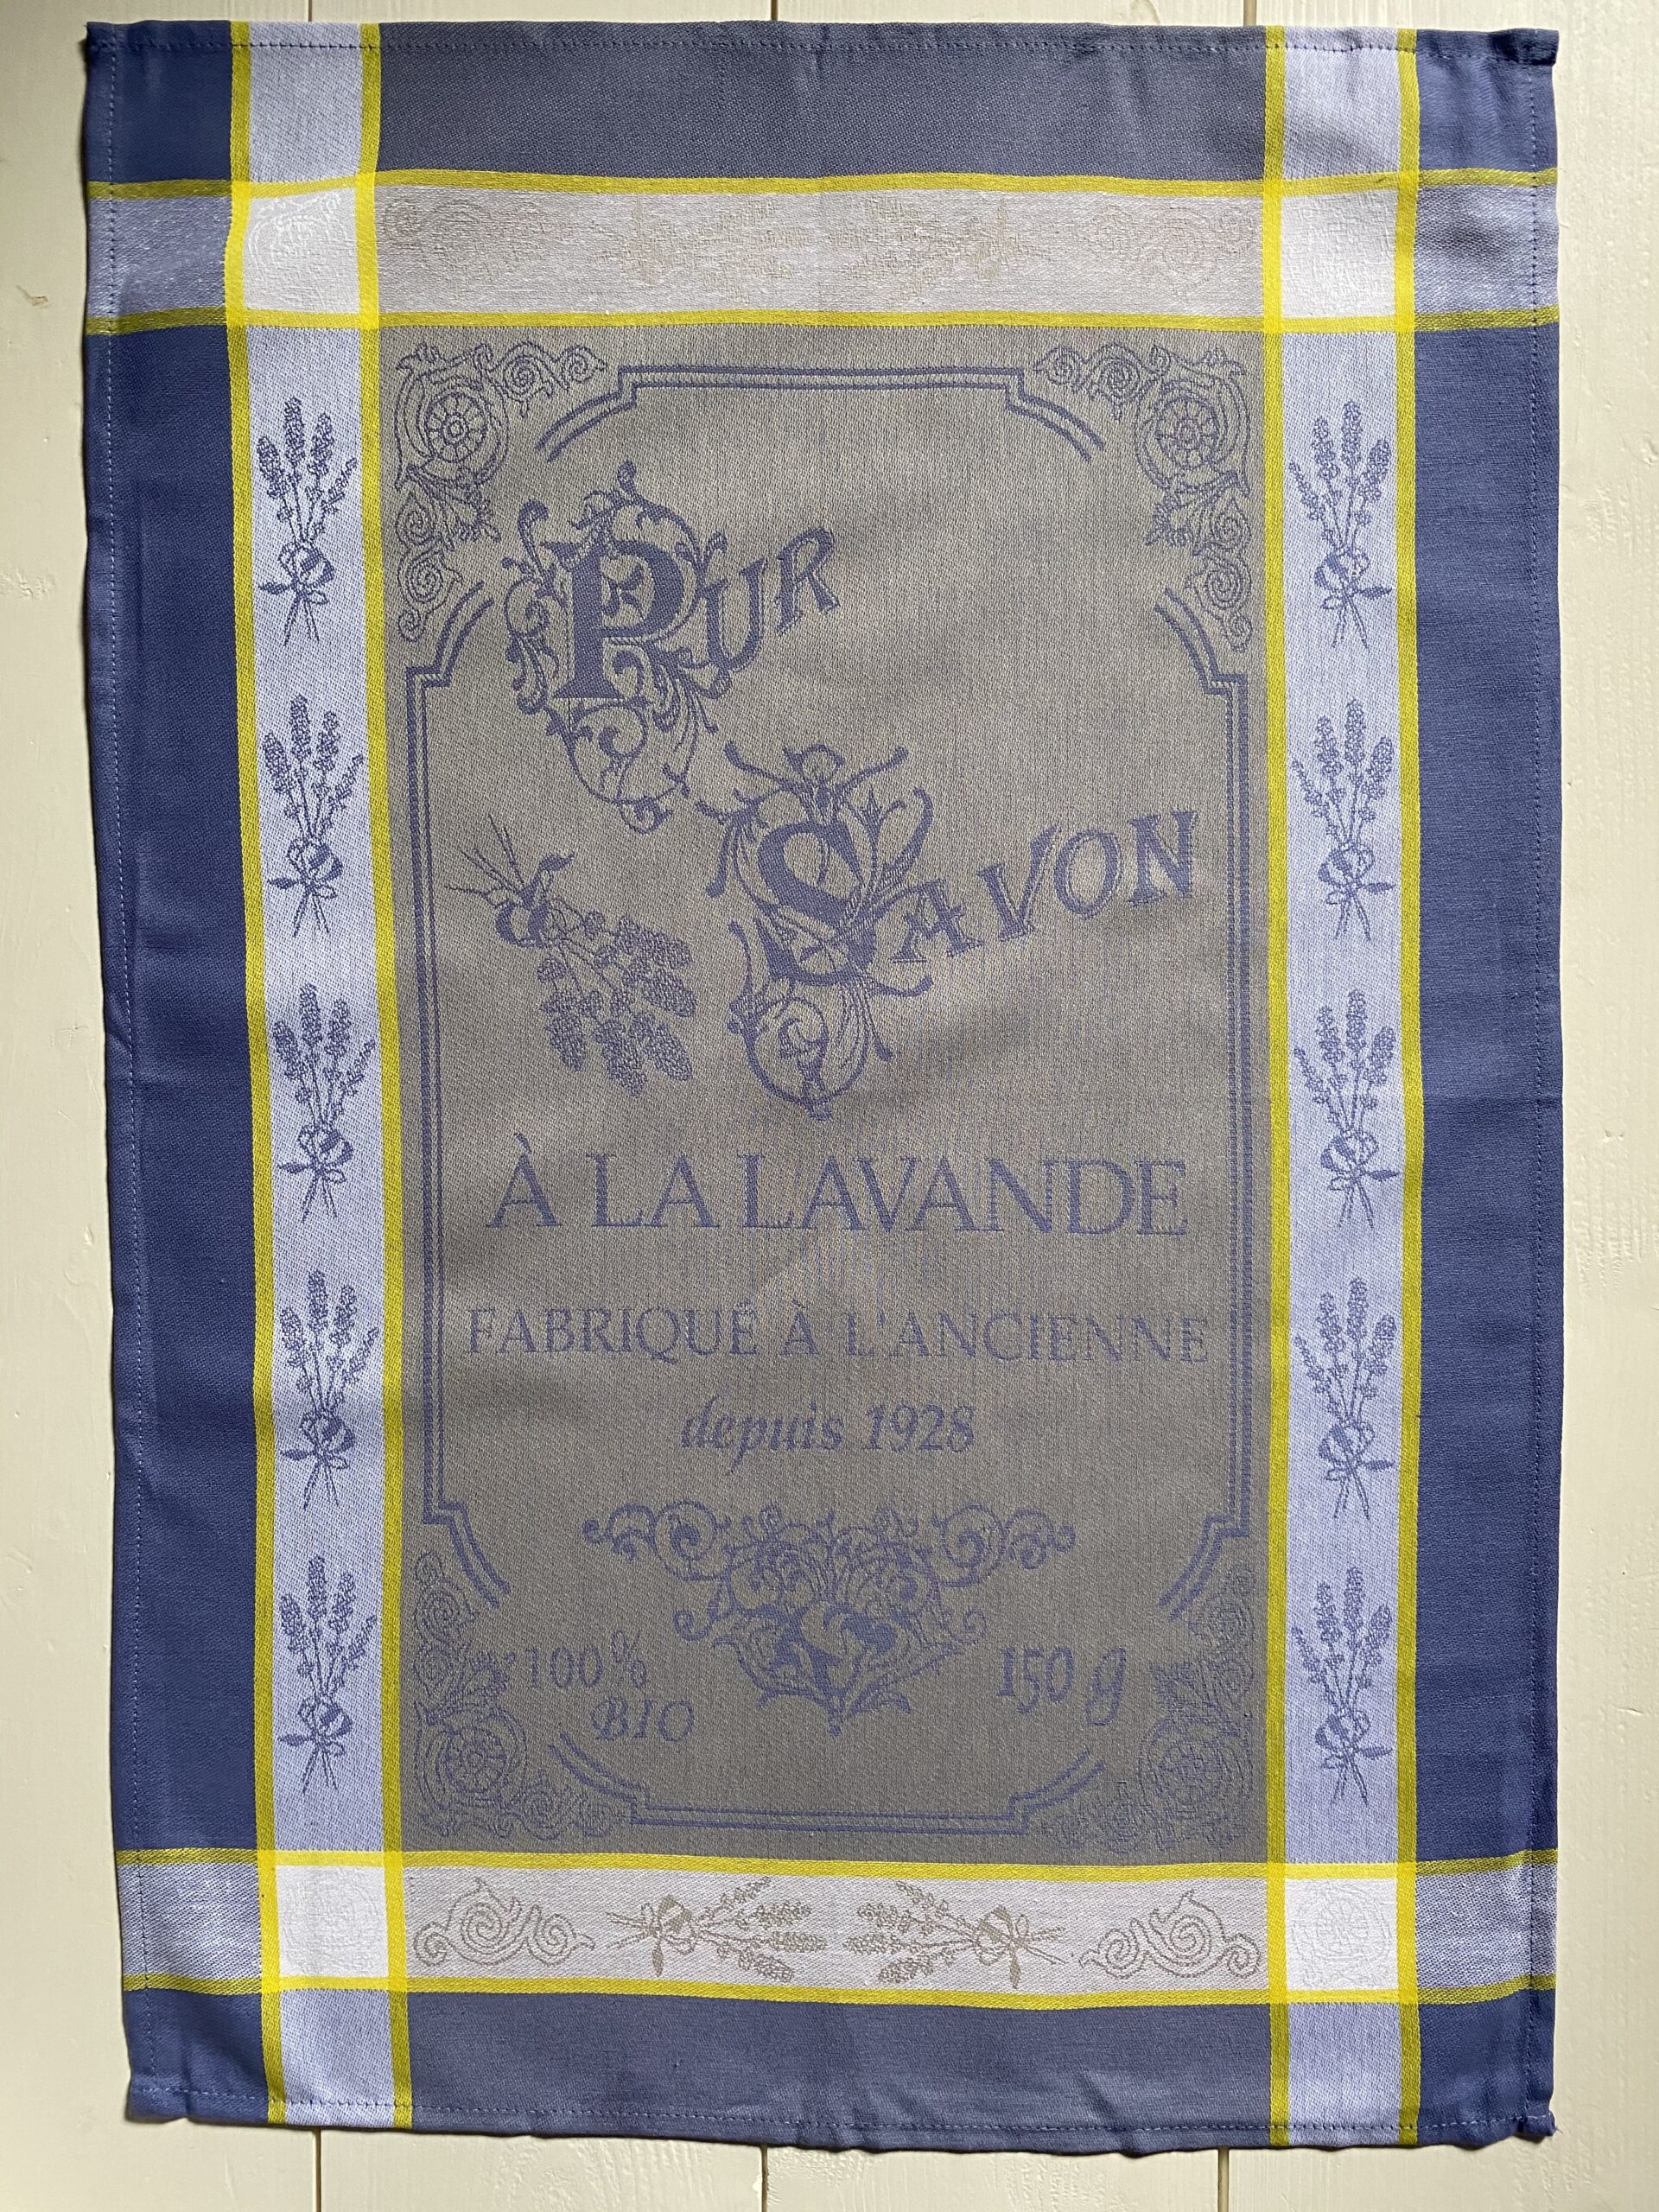 PUR
SAVON
À LA LAVANDE
FABRIQUÉ À L'ANCIENNE
depuis 1928
100%
BIO
150 g